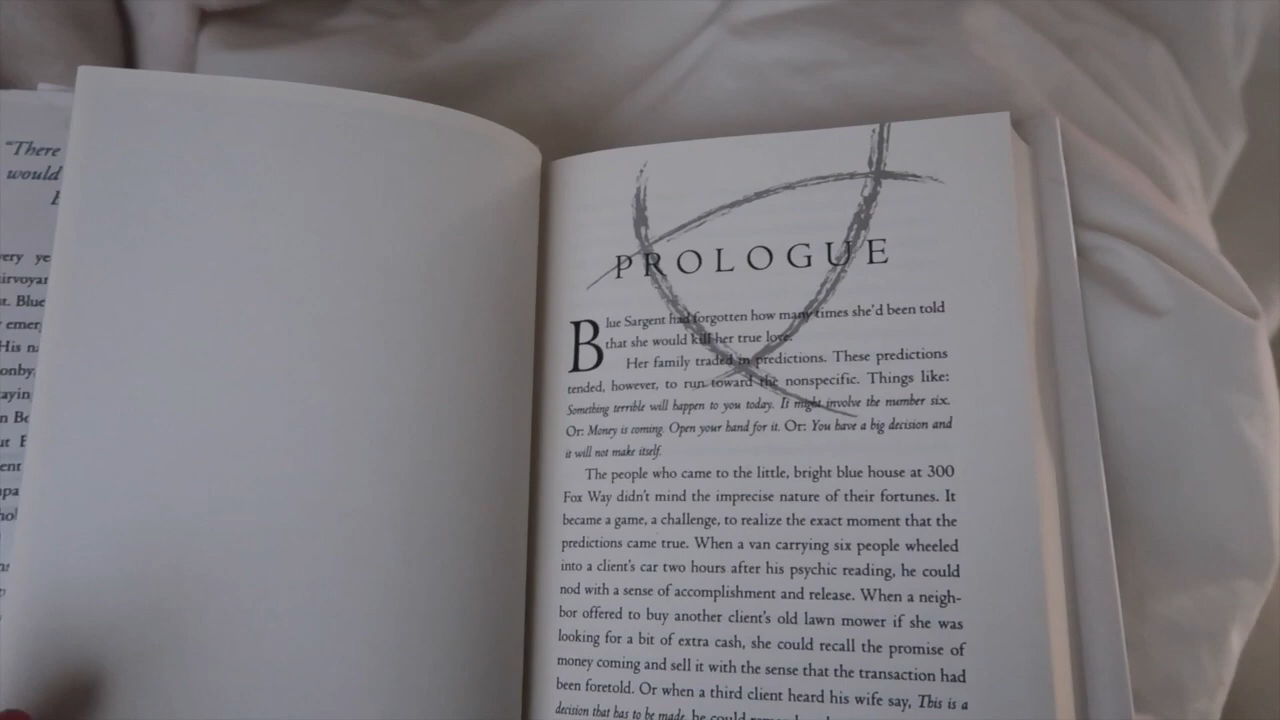 "There
would
very ye
irvoyan
t. Blue
emer
His n
onby
ayin
n Be
ent
PROLOGUE
Blue Sargent had forgotten how many times she'd been told
that she would kill her true love.
Her family traded in predictions. These predictions
tended, however, to run toward the nonspecific. Things like:
Something terrible will happen to you today. It might involve the number six.
Or: Money is coming. Open your hand for it. Or: You have a big decision and
it will not make itself.
The people who came to the little, bright blue house at 300
Fox Way didn't mind the imprecise nature of their fortunes. It
became a game, a challenge, to realize the exact moment that the
predictions came true. When a van carrying six people wheeled
into a client's car two hours after his psychic reading, he could
nod with a sense of accomplishment and release. When a neigh-
bor offered to buy another client's old lawn mower if she was
looking for a bit of extra cash, she could recall the promise of
money coming and sell it with the sense that the transaction had
been foretold. Or when a third client heard his wife say, This is a
decision that has to be made, he could